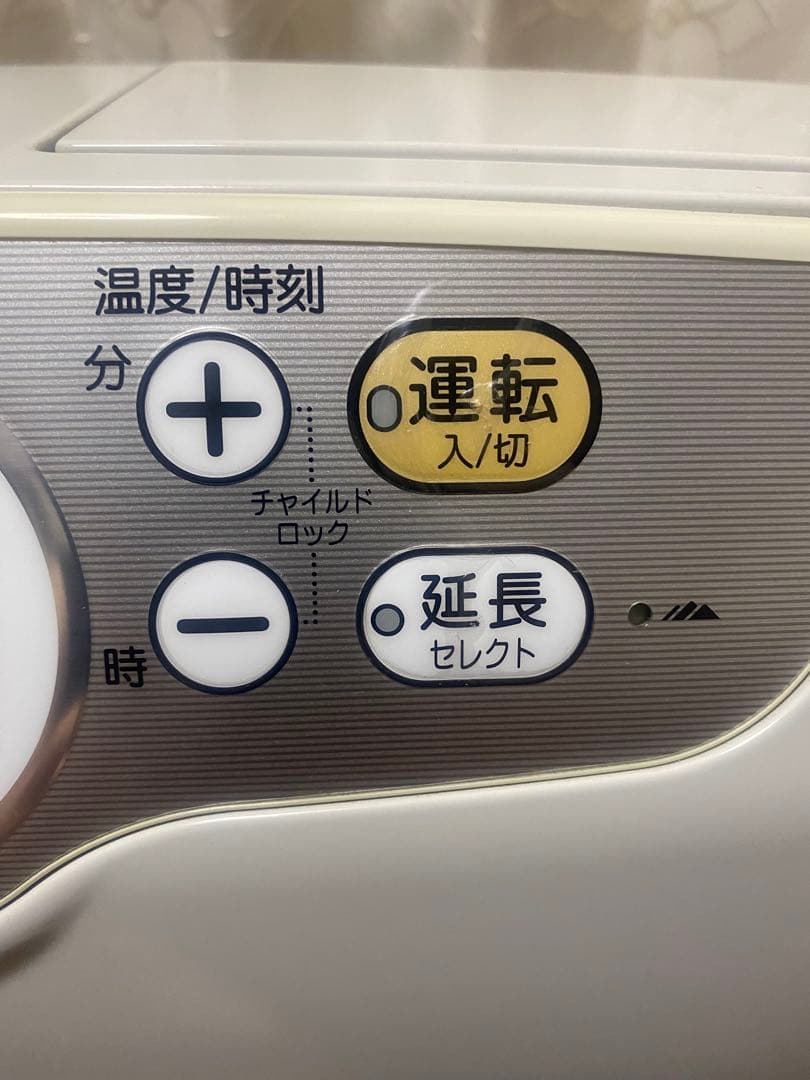 温度/時刻
分
+
運転
入/切
チャイルド
ロック
−
時
延長
セレクト